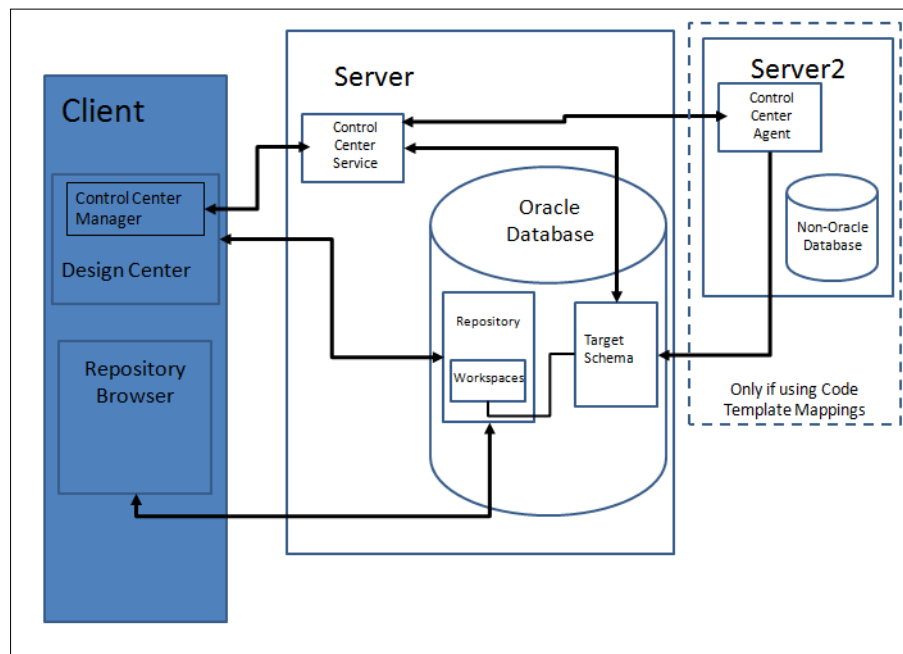 Client
Control Center
Manager
Design Center
Repository
Browser
Server
Control
Center
Service
Oracle
Database
Repository
Workspaces
Target
Schema
Server2
Control
Center
Agent
Non-Oracle
Database
Only if using Code
Template Mappings